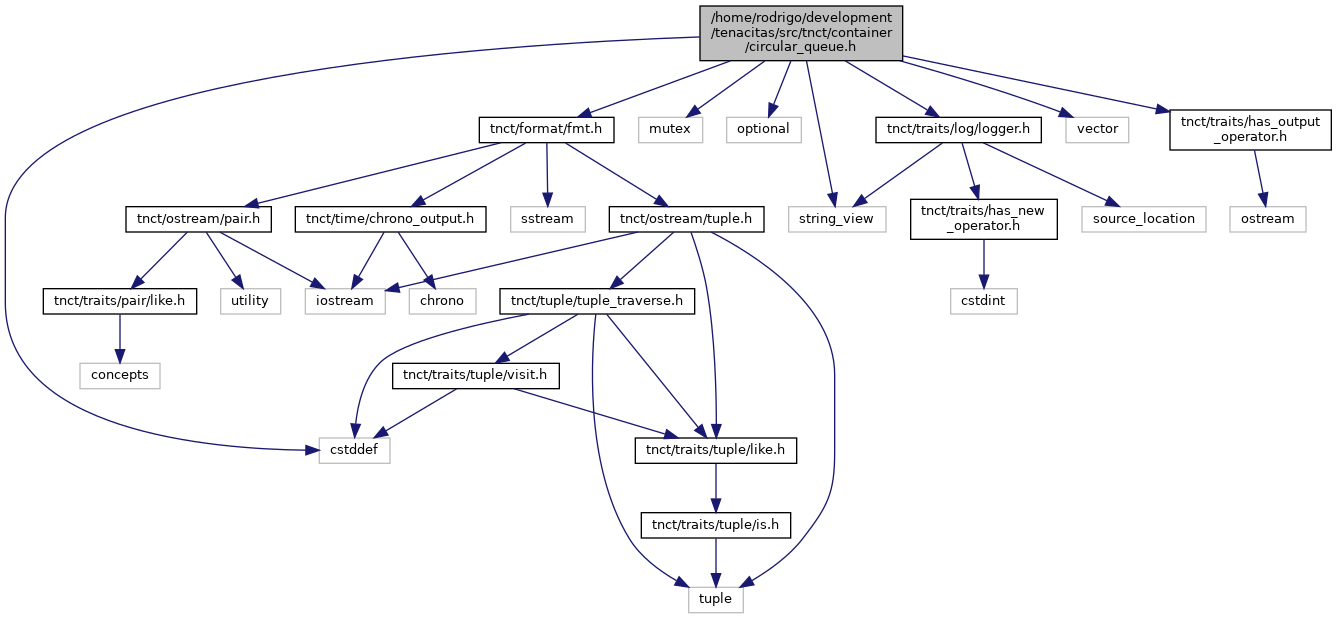 /home/rodrigo/development
/tenacitas/src/tnct/container
/circular_queue.h
tnct/format/fmt.h
mutex
optional
tnct/traits/log/logger.h
vector
tnct/traits/has_output
_operator.h
tnct/ostream/pair.h
tnct/time/chrono_output.h
sstream
tnct/ostream/tuple.h
string_view
tnct/traits/has_new
_operator.h
source_location
ostream
tnct/traits/pair/like.h
utility
iostream
chrono
tnct/tuple/tuple_traverse.h
cstdint
concepts
tnct/traits/tuple/visit.h
cstddef
tnct/traits/tuple/like.h
tnct/traits/tuple/is.h
tuple